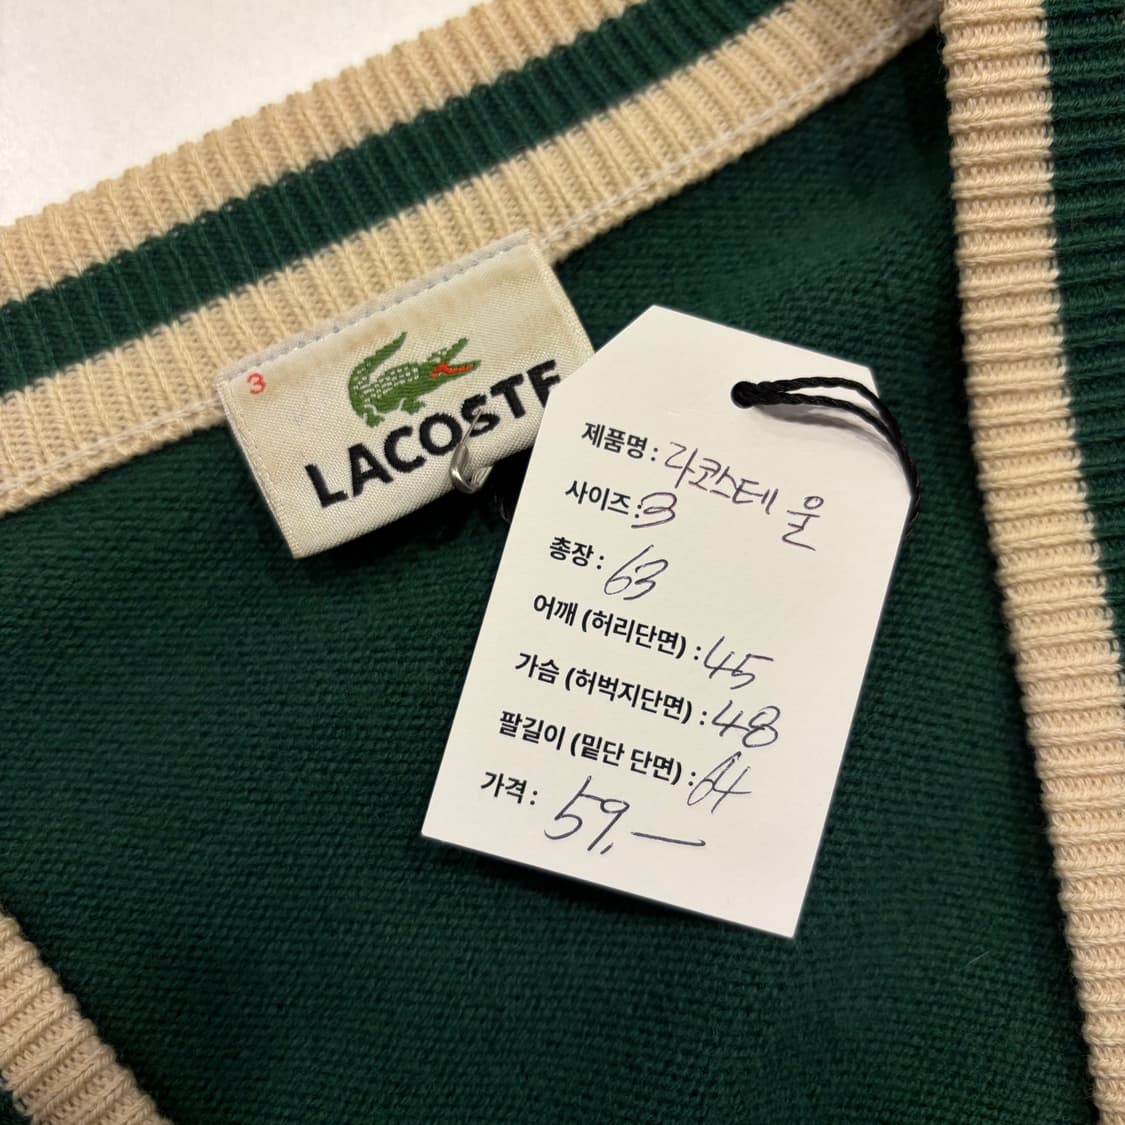 3
LACOSTE
제품명 : 라코스테 울
사이즈 : 3
총장 : 63
어깨 (허리단면) : 45
가슴 (허벅지단면) : 48
팔길이 (밑단 단면) : 64
가격 : 59,—